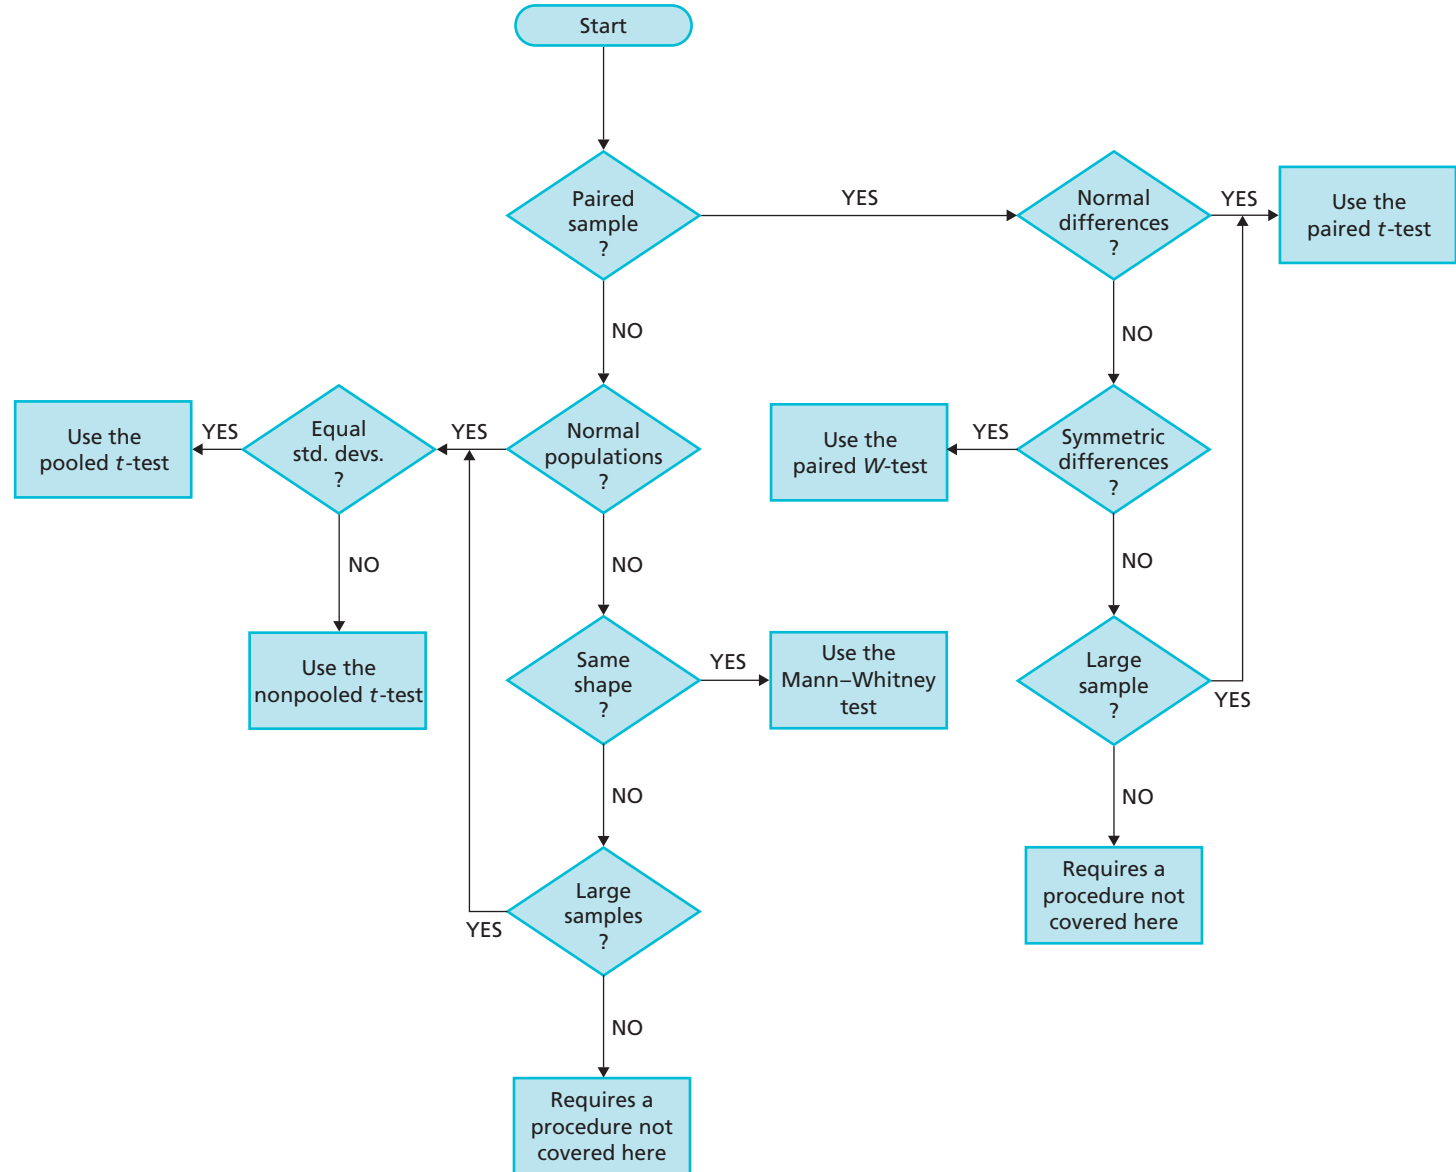 Start
Paired
sample
?
YES
Normal
differences
?
YES
Use the
paired t-test
NO
NO
Use the
pooled t-test
YES
Equal
std. devs.
?
YES
Normal
populations
?
Use the
paired W-test
YES
Symmetric
differences
?
NO
NO
NO
Use the
nonpooled t-test
Same
shape
?
YES
Use the
Mann–Whitney
test
Large
sample
?
YES
NO
NO
Large
samples
?
YES
Requires a
procedure not
covered here
NO
Requires a
procedure not
covered here